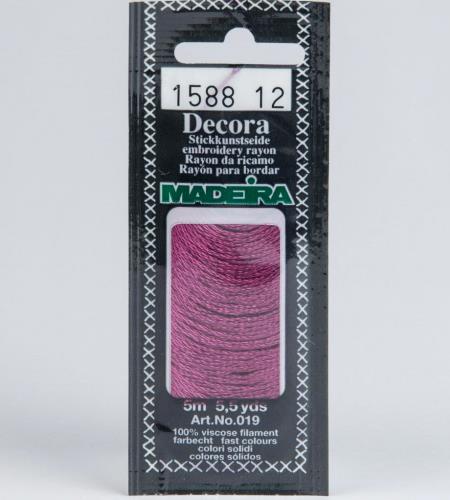 1588 12
Decora
Stickkunstseide
embroidery rayon
Rayon da ricamo
Rayón para bordar
MADEIRA
5m 5,5 yds
Art.No.019
100% viscose filament
farbecht fast colours
colori solidi
colores sólidos